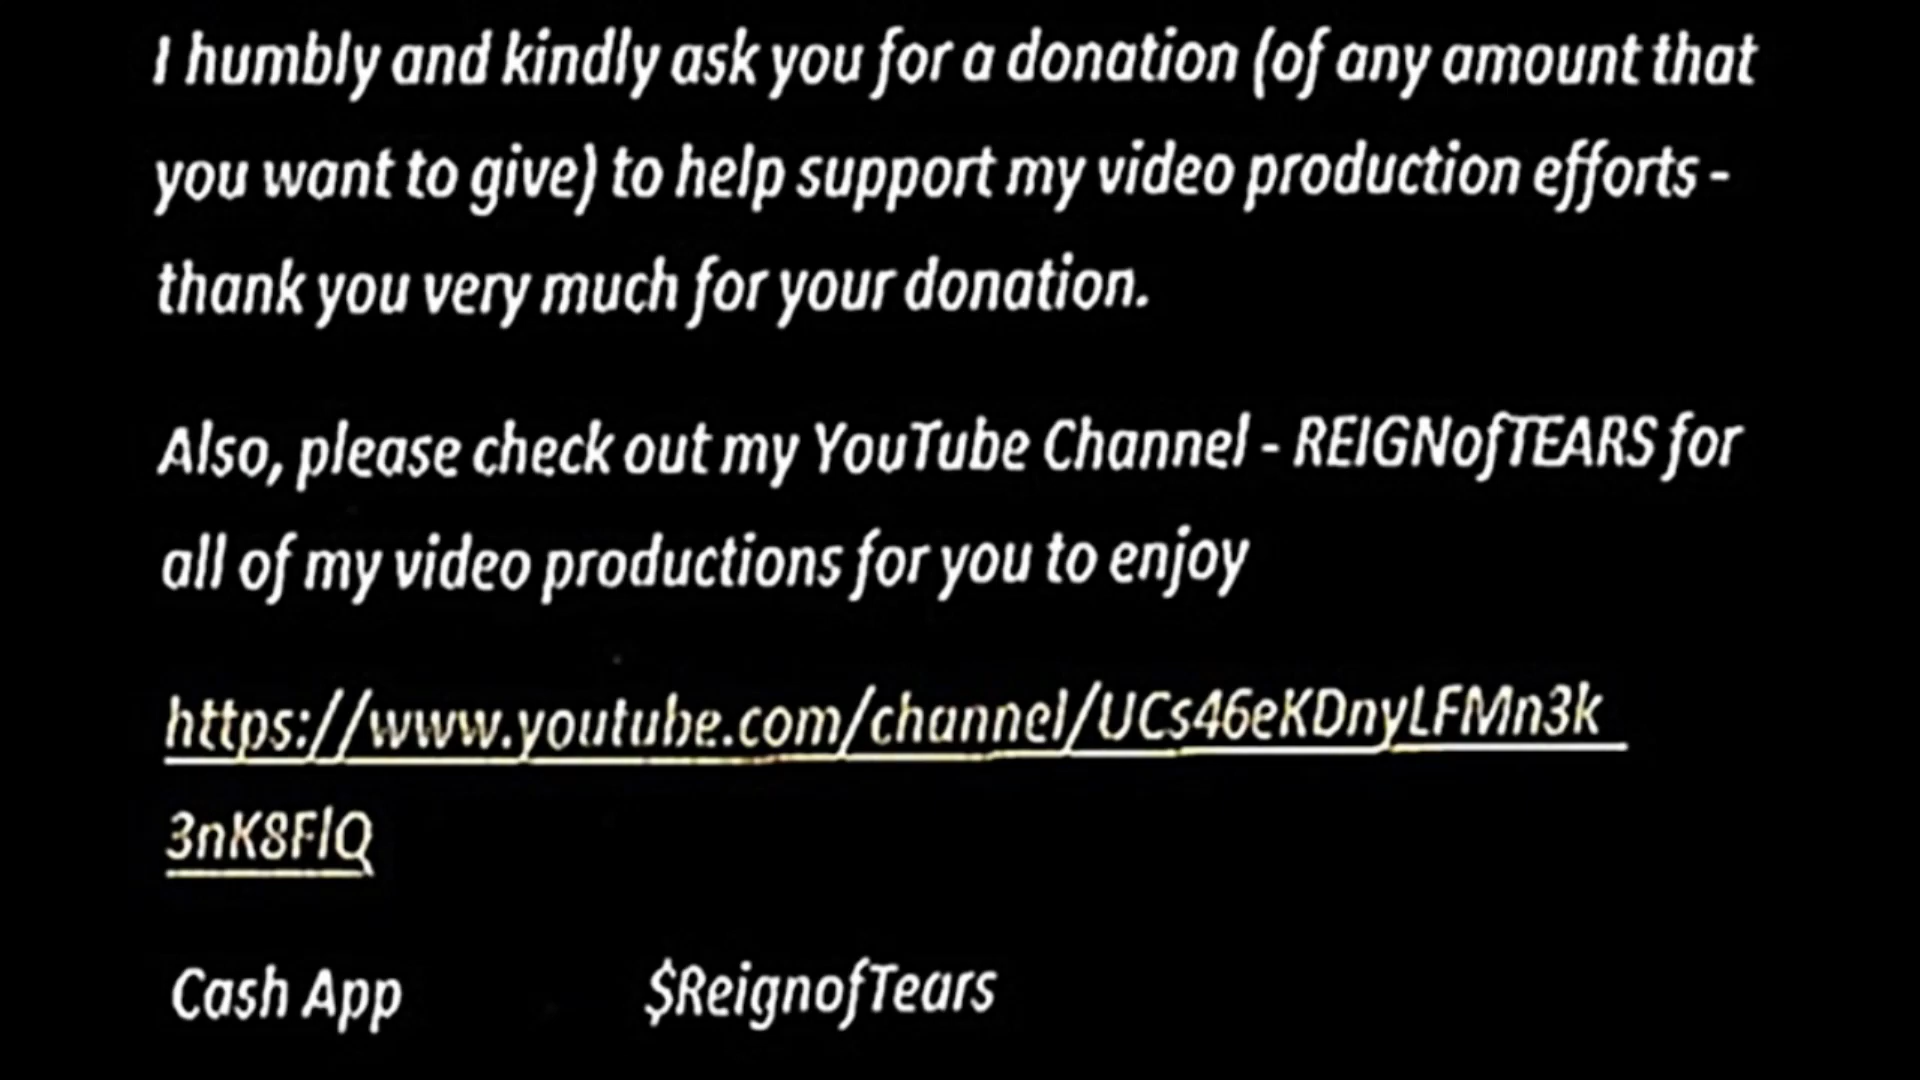 I humbly and kindly ask you for a donation (of any amount that
you want to give) to help support my video production efforts -
thank you very much for your donation.
Also, please check out my YouTube Channel - REIGNofTEARS for
all of my video productions for you to enjoy
https://www.youtube.com/channel/UCs46eKDnyLFMn3k
3nK8FlQ
Cash App $ReignofTears